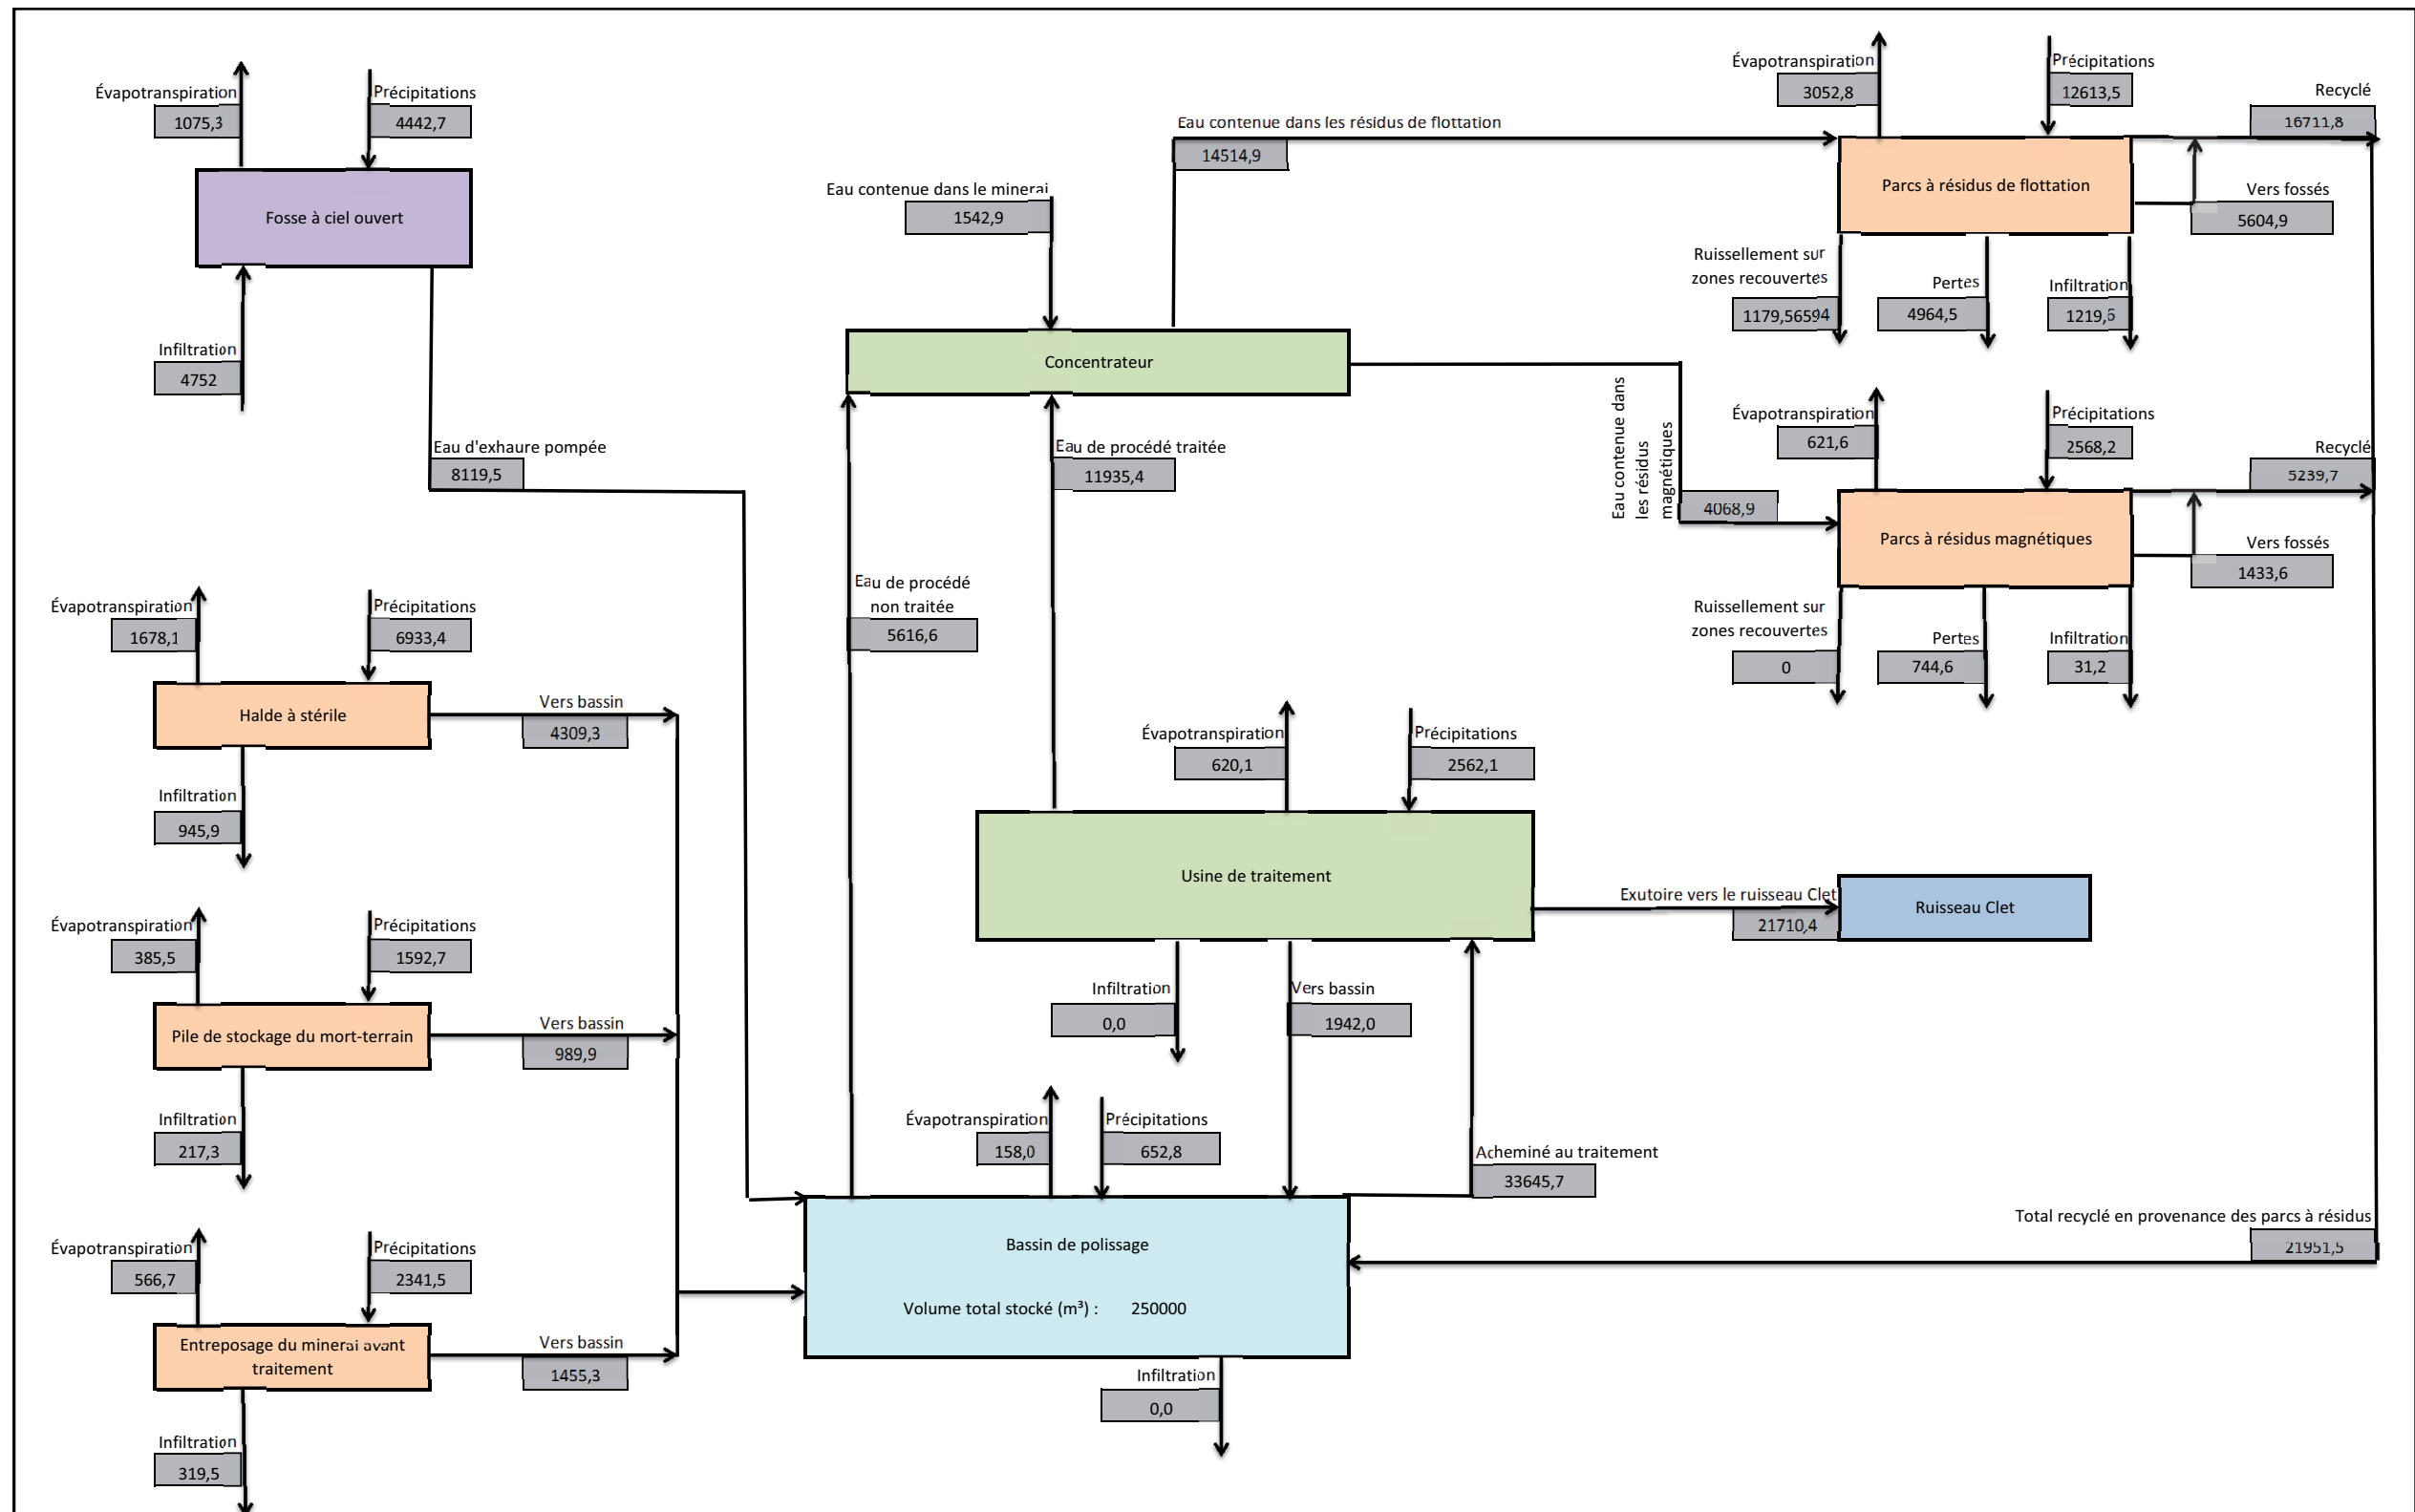 Évapotranspiration
1075,3
Précipitations
4442,7
Fosse à ciel ouvert
Infiltration
4752
Eau d'exhaure pompée
8119,5
Évapotranspiration
1678,1
Précipitations
6933,4
Halde à stérile
Vers bassin
4309,3
Infiltration
945,9
Évapotranspiration
385,5
Précipitations
1592,7
Pile de stockage du mort-terrain
Vers bassin
989,9
Infiltration
217,3
Évapotranspiration
566,7
Précipitations
2341,5
Entreposage du minerai avant
traitement
Vers bassin
1455,3
Infiltration
319,5
Eau contenue dans les résidus de flottation
14514,9
Eau contenue dans le minerai
1542,9
Concentrateur
Eau de procédé traitée
11935,4
Eau de procédé
non traitée
5616,6
Eau contenue dans
les résidus
magnétiques
4068,9
Évapotranspiration
620,1
Précipitations
2562,1
Usine de traitement
Exutoire vers le ruisseau Clet
21710,4
Ruisseau Clet
Infiltration
0,0
Vers bassin
1942,0
Évapotranspiration
158,0
Précipitations
652,8
Acheminé au traitement
33645,7
Bassin de polissage
Volume total stocké (m³) : 250000
Infiltration
0,0
Évapotranspiration
3052,8
Précipitations
12613,5
Recyclé
16711,8
Parcs à résidus de flottation
Vers fossés
5604,9
Ruissellement sur
zones recouvertes
1179,56594
Pertes
4964,5
Infiltration
1219,6
Évapotranspiration
621,6
Précipitations
2568,2
Recyclé
5239,7
Parcs à résidus magnétiques
Vers fossés
1433,6
Ruissellement sur
zones recouvertes
0
Pertes
744,6
Infiltration
31,2
Total recyclé en provenance des parcs à résidus
21951,5